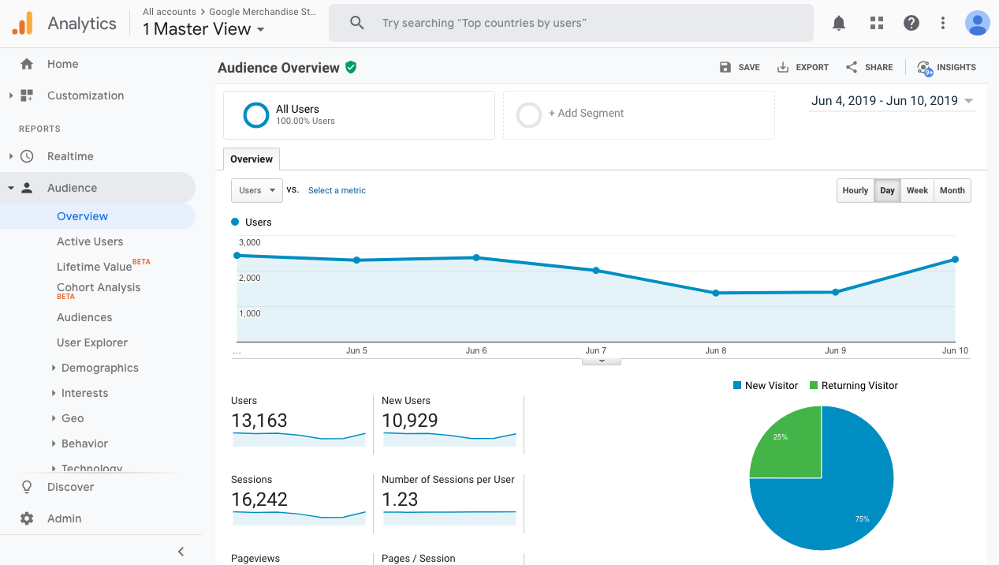 Analytics
All accounts > Google Merchandise St...
1 Master View
Try searching “Top countries by users”
Home
Customization
REPORTS
Realtime
Audience
Overview
Active Users
Lifetime Value BETA
Cohort Analysis
BETA
Audiences
User Explorer
Demographics
Interests
Geo
Behavior
Technology
Discover
Admin
Audience Overview
SAVE
EXPORT
SHARE
9+
INSIGHTS
All Users
100.00% Users
+ Add Segment
Jun 4, 2019 - Jun 10, 2019
Overview
Users
VS.
Select a metric
Hourly
Day
Week
Month
Users
3,000
2,000
1,000
...
Jun 5
Jun 6
Jun 7
Jun 8
Jun 9
Jun 10
Users
13,163
New Users
10,929
Sessions
16,242
Number of Sessions per User
1.23
Pageviews
Pages / Session
New Visitor
Returning Visitor
25%
75%